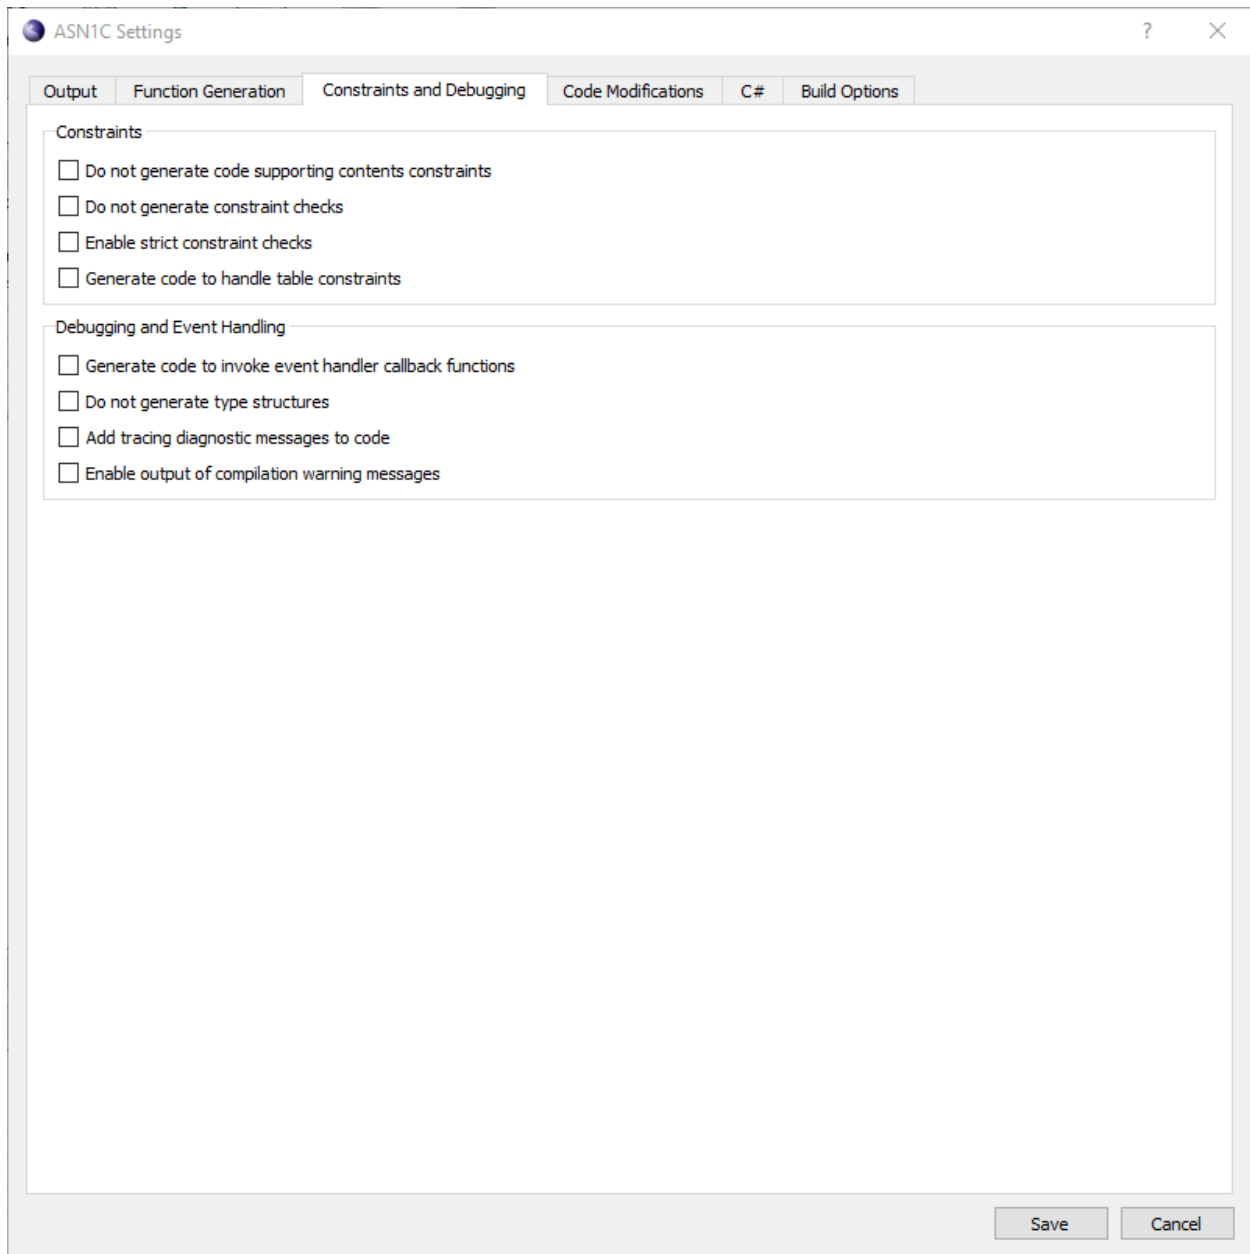 ASN1C Settings ?
Output Function Generation Constraints and Debugging Code Modifications C# Build Options
Constraints
Do not generate code supporting contents constraints
Do not generate constraint checks
Enable strict constraint checks
Generate code to handle table constraints
Debugging and Event Handling
Generate code to invoke event handler callback functions
Do not generate type structures
Add tracing diagnostic messages to code
Enable output of compilation warning messages
Save Cancel